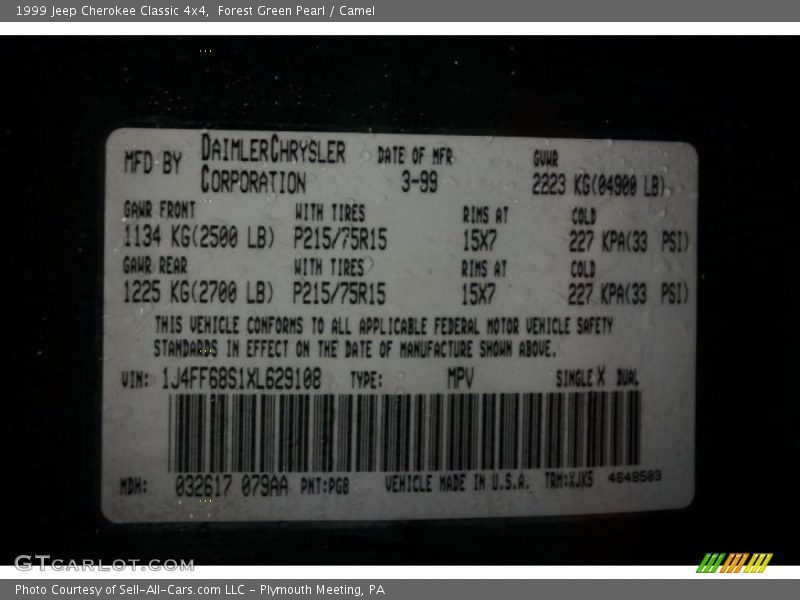 1999 Jeep Cherokee Classic 4x4, Forest Green Pearl / Camel
MFD BY DAIMLERCHRYSLER CORPORATION DATE OF MFR 3-99 GVWR 2223 KG(04900 LB)
GAWR FRONT WITH TIRES RIMS AT COLD
1134 KG(2500 LB) P215/75R15 15X7 227 KPA(33 PSI)
GAWR REAR WITH TIRES RIMS AT COLD
1225 KG(2700 LB) P215/75R15 15X7 227 KPA(33 PSI)
THIS VEHICLE CONFORMS TO ALL APPLICABLE FEDERAL MOTOR VEHICLE SAFETY
STANDARDS IN EFFECT ON THE DATE OF MANUFACTURE SHOWN ABOVE.
VIN: 1J4FF68S1XL629108 TYPE: MPV SINGLE X DUAL
MDH: 032617 079AA PNT:PG8 VEHICLE MADE IN U.S.A. TRM:XJK5 4648503
GTCARLOT.COM
Photo Courtesy of Sell-All-Cars.com LLC - Plymouth Meeting, PA